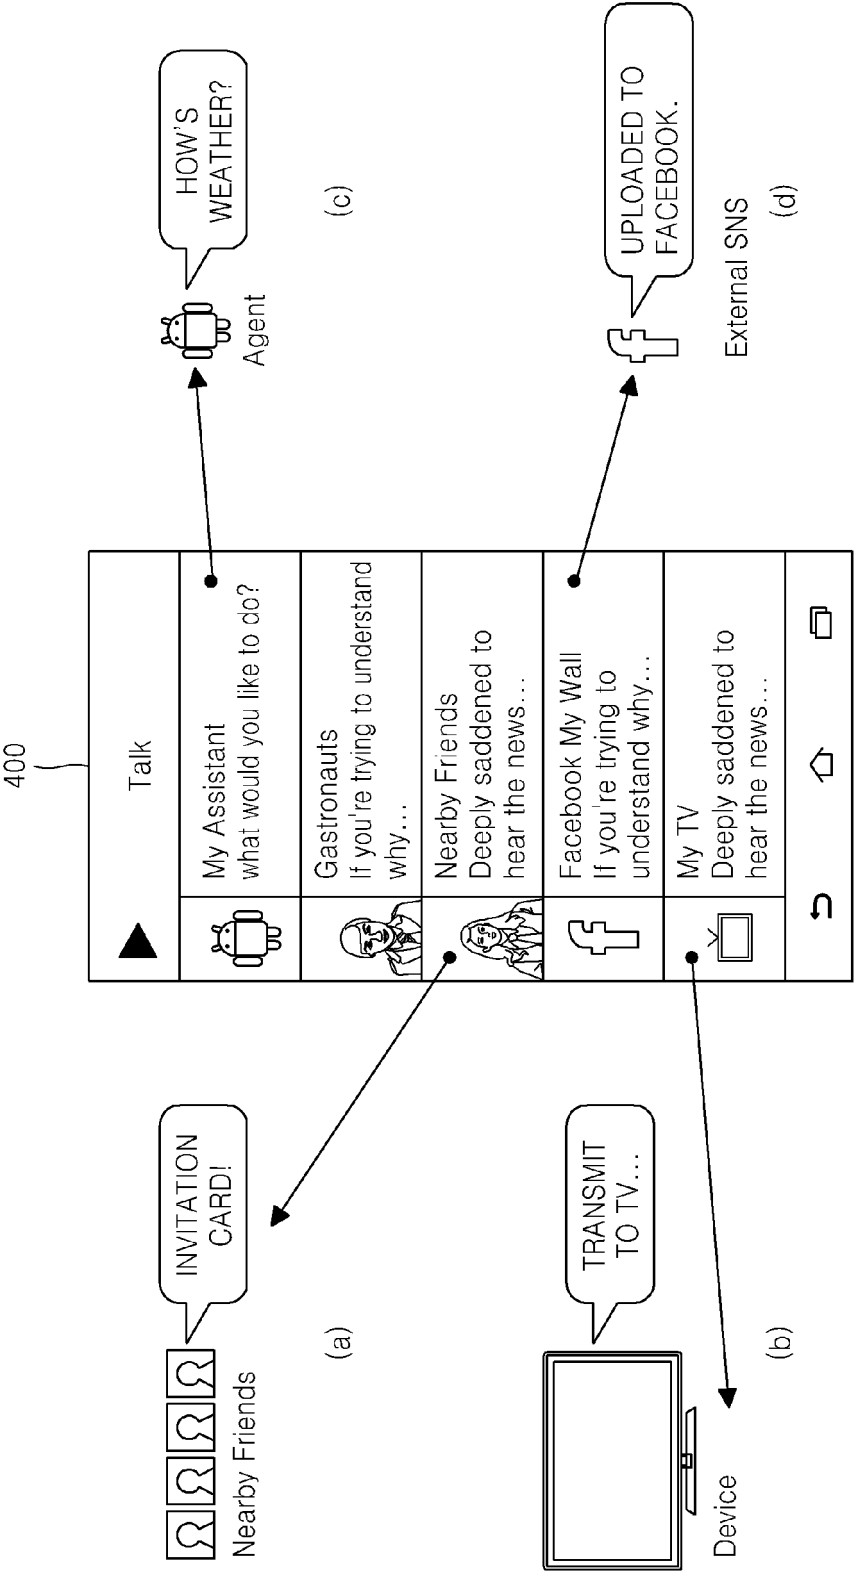 400
Talk
My Assistant
what would you like to do?
Gastronauts
If you're trying to understand
why...
Nearby Friends
Deeply saddened to
hear the news...
Facebook My Wall
If you're trying to
understand why...
My TV
Deeply saddened to
hear the news...
INVITATION
CARD!
Nearby Friends
(a)
TRANSMIT
TO TV...
Device
(b)
HOW'S
WEATHER?
Agent
(c)
UPLOADED TO
FACEBOOK.
External SNS
(d)